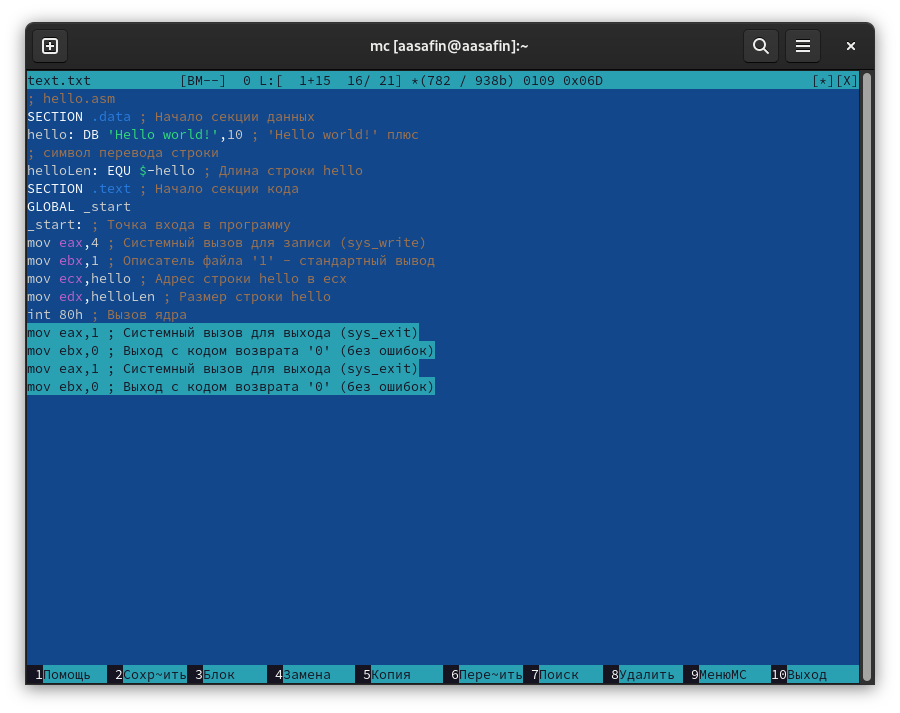 mc [aasafin@aasafin]:~
text.txt [BM--] 0 L:[ 1+15 16/ 21] *(782 / 938b) 0109 0x06D [*][X]
; hello.asm
SECTION .data ; Начало секции данных
hello: DB 'Hello world!',10 ; 'Hello world!' плюс
; символ перевода строки
helloLen: EQU $-hello ; Длина строки hello
SECTION .text ; Начало секции кода
GLOBAL _start
_start: ; Точка входа в программу
mov eax,4 ; Системный вызов для записи (sys_write)
mov ebx,1 ; Описатель файла '1' - стандартный вывод
mov ecx,hello ; Адрес строки hello в ecx
mov edx,helloLen ; Размер строки hello
int 80h ; Вызов ядра
mov eax,1 ; Системный вызов для выхода (sys_exit)
mov ebx,0 ; Выход с кодом возврата '0' (без ошибок)
mov eax,1 ; Системный вызов для выхода (sys_exit)
mov ebx,0 ; Выход с кодом возврата '0' (без ошибок)
1Помощь 2Сохр~ить 3Блок 4Замена 5Копия 6Пере~ить 7Поиск 8Удалить 9МенюMC 10Выход